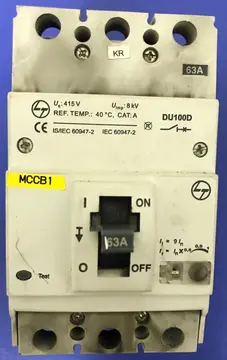 KR
63A
Ue: 415 V Uimp: 8 kV
REF. TEMP.: 40 °C, CAT: A
IS/IEC 60947-2 IEC 60947-2
DU100D
MCCB1
I ON
63A
Test
O OFF